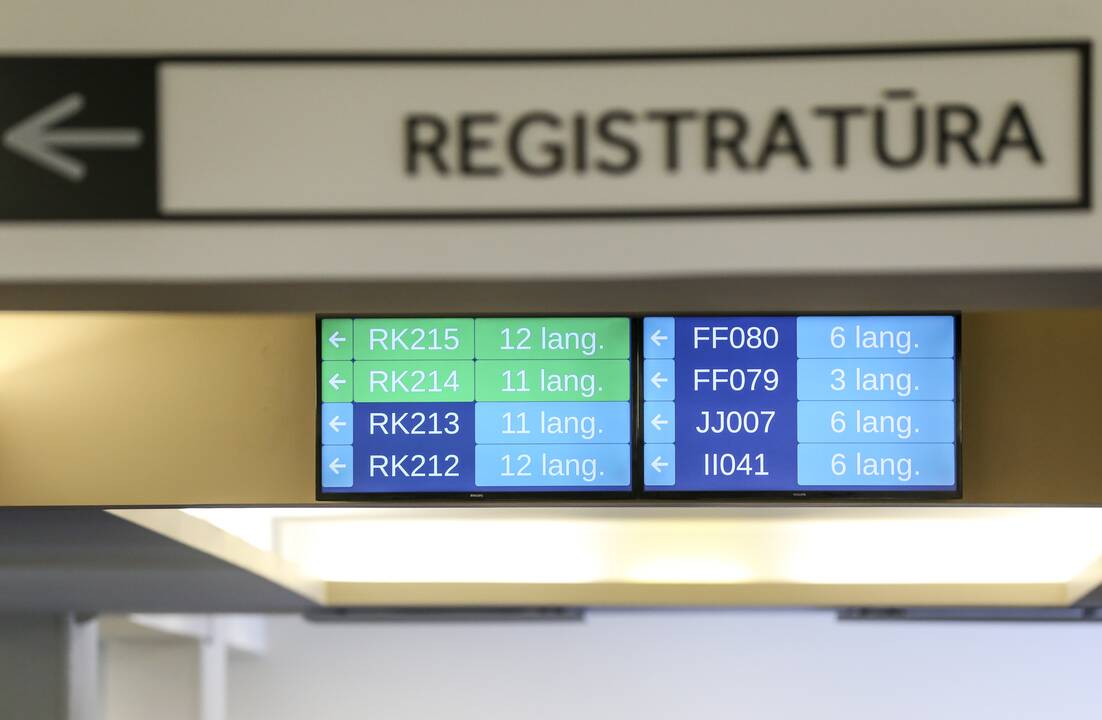 REGISTRATŪRA
RK215 12 lang.
RK214 11 lang.
RK213 11 lang.
RK212 12 lang.
FF080 6 lang.
FF079 3 lang.
JJ007 6 lang.
II041 6 lang.